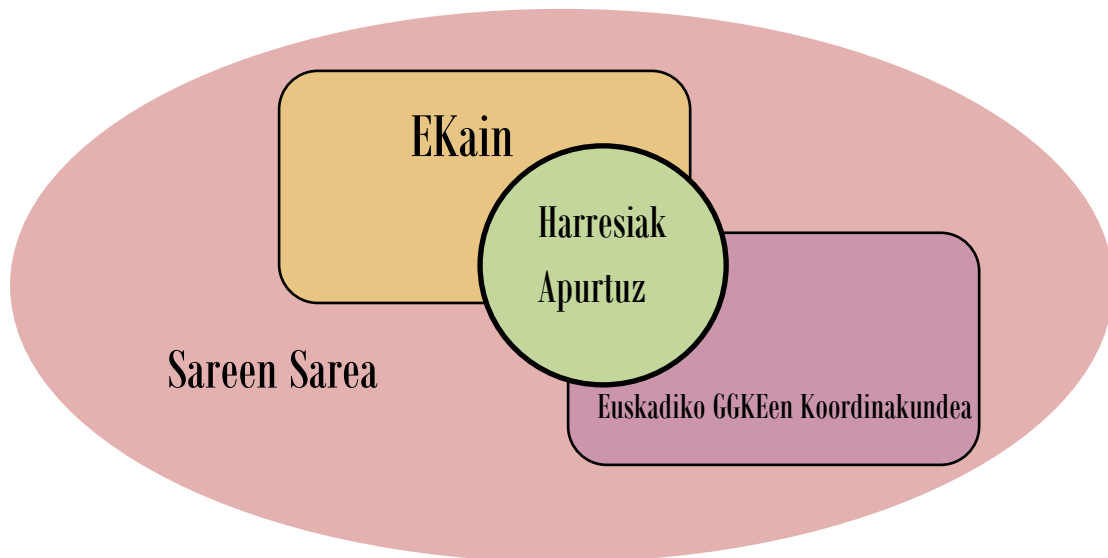 EKain
Harresiak
Apurtuz
Sareen Sarea
Euskadiko GGKEen Koordinakundea